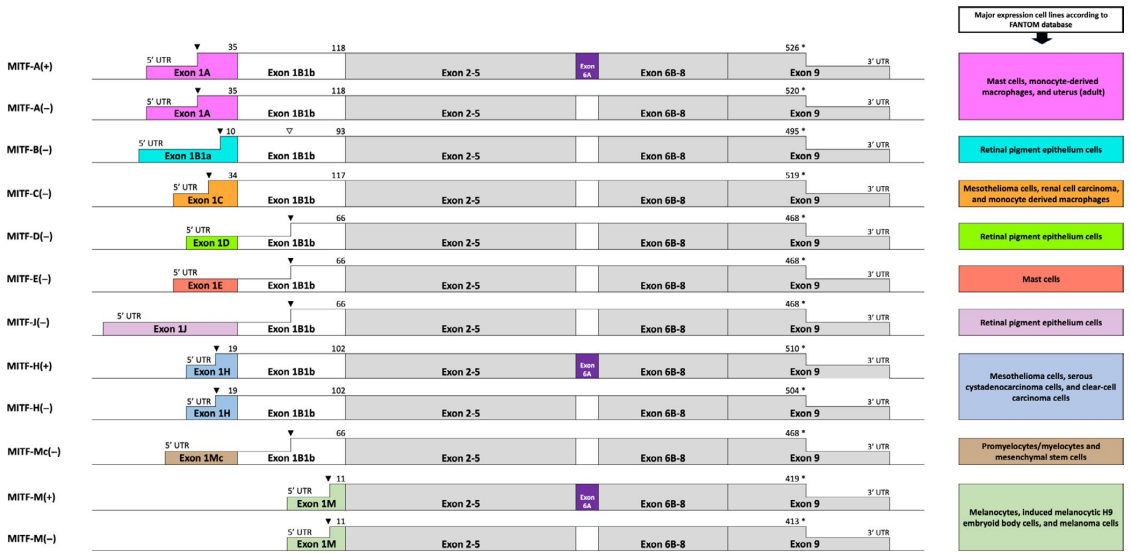 Major expression cell lines according to
FANTOM database
MITF-A(+)
5' UTR
▼
35
118
526 *
3' UTR
Exon 1A
Exon 1B1b
Exon 2-5
Exon
6A
Exon 6B-8
Exon 9
Mast cells, monocyte-derived
macrophages, and uterus (adult)
MITF-A(−)
5' UTR
▼
35
118
520 *
3' UTR
Exon 1A
Exon 1B1b
Exon 2-5
Exon 6B-8
Exon 9
MITF-B(−)
5' UTR
▼ 10
▽
93
495 *
3' UTR
Exon 1B1a
Exon 1B1b
Exon 2-5
Exon 6B-8
Exon 9
Retinal pigment epithelium cells
MITF-C(−)
5' UTR
▼
34
117
519 *
3' UTR
Exon 1C
Exon 1B1b
Exon 2-5
Exon 6B-8
Exon 9
Mesothelioma cells, renal cell carcinoma,
and monocyte derived macrophages
MITF-D(−)
5' UTR
▼
66
468 *
3' UTR
Exon 1D
Exon 1B1b
Exon 2-5
Exon 6B-8
Exon 9
Retinal pigment epithelium cells
MITF-E(−)
5' UTR
▼
66
468 *
3' UTR
Exon 1E
Exon 1B1b
Exon 2-5
Exon 6B-8
Exon 9
Mast cells
MITF-J(−)
5' UTR
▼
66
468 *
3' UTR
Exon 1J
Exon 1B1b
Exon 2-5
Exon 6B-8
Exon 9
Retinal pigment epithelium cells
MITF-H(+)
5' UTR
▼ 19
102
510 *
3' UTR
Exon 1H
Exon 1B1b
Exon 2-5
Exon
6A
Exon 6B-8
Exon 9
Mesothelioma cells, serous
cystadenocarcinoma cells, and clear-cell
carcinoma cells
MITF-H(−)
5' UTR
▼ 19
102
504 *
3' UTR
Exon 1H
Exon 1B1b
Exon 2-5
Exon 6B-8
Exon 9
MITF-Mc(−)
5' UTR
▼
66
468 *
3' UTR
Exon 1Mc
Exon 1B1b
Exon 2-5
Exon 6B-8
Exon 9
Promyelocytes/myelocytes and
mesenchymal stem cells
MITF-M(+)
5' UTR
▼ 11
419 *
3' UTR
Exon 1M
Exon 2-5
Exon
6A
Exon 6B-8
Exon 9
Melanocytes, induced melanocytic H9
embryoid body cells, and melanoma cells
MITF-M(−)
5' UTR
▼ 11
413 *
3' UTR
Exon 1M
Exon 2-5
Exon 6B-8
Exon 9